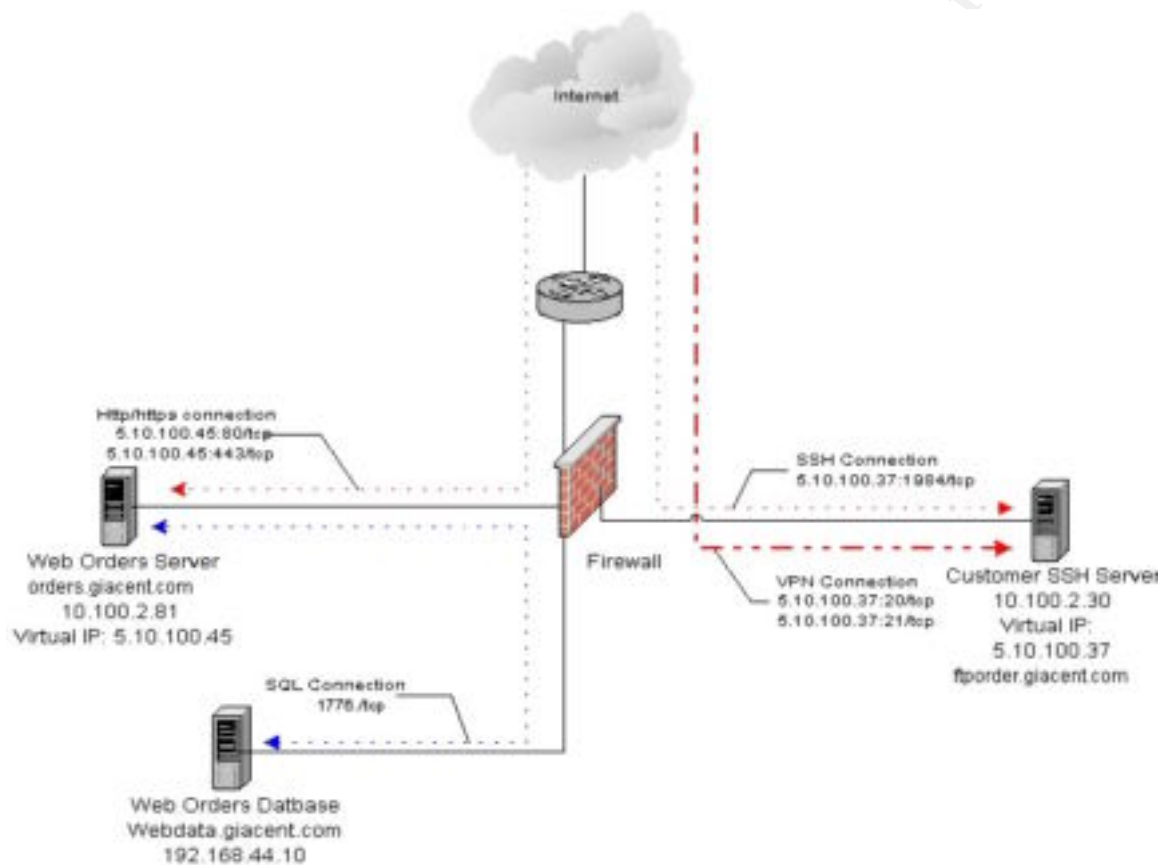 Internet
Http/https connection
5.10.100.45:80/tcp
5.10.100.45:443/tcp
Web Orders Server
orders.giacent.com
10.100.2.81
Virtual IP: 5.10.100.45
Firewall
SSH Connection
5.10.100.37:1984/tcp
VPN Connection
5.10.100.37:20/tcp
5.10.100.37:21/tcp
Customer SSH Server
10.100.2.30
Virtual IP:
5.10.100.37
ftporder.giacent.com
SQL Connection
1776./tcp
Web Orders Datbase
Webdata.giacent.com
192.168.44.10